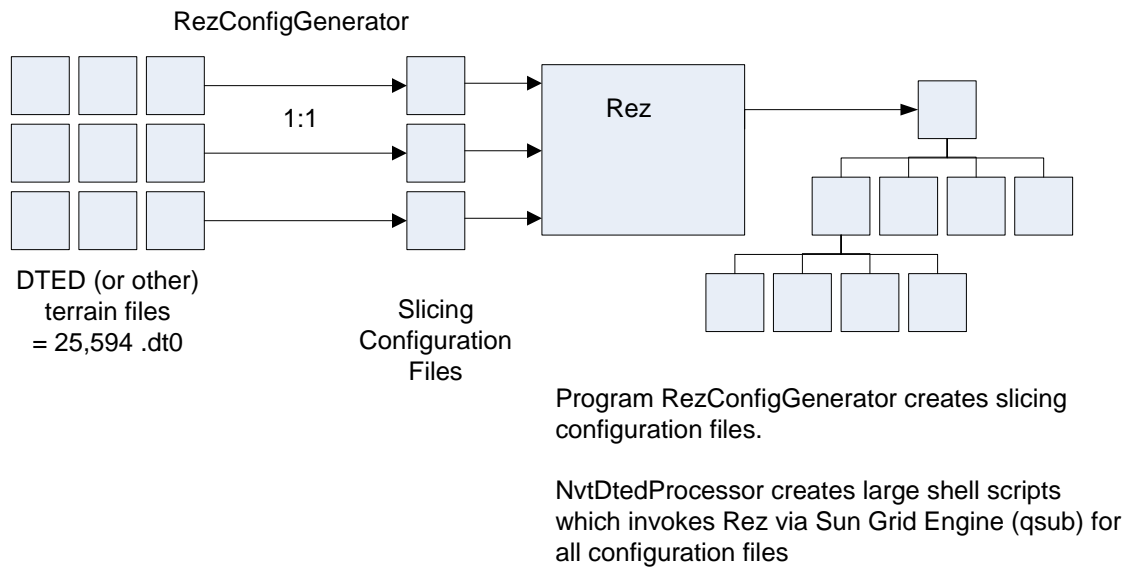 RezConfigGenerator
1:1
Rez
DTED (or other)
terrain files
= 25,594 .dt0
Slicing
Configuration
Files
Program RezConfigGenerator creates slicing
configuration files.
NvtDtedProcessor creates large shell scripts
which invokes Rez via Sun Grid Engine (qsub) for
all configuration files